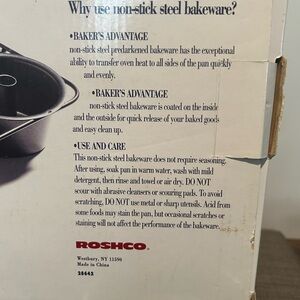 Why use non-stick steel bakeware?
•BAKER'S ADVANTAGE
non-stick steel predarkened bakeware has the exceptional
ability to transfer oven heat to all sides of the pan quickly
and evenly.
•BAKER'S ADVANTAGE
non-stick steel bakeware is coated on the inside
and the outside for quick release of your baked goods
and easy clean up.
•USE AND CARE
This non-stick steel bakeware does not require seasoning.
After using, soak pan in warm water, wash with mild
detergent, then rinse and towel or air dry. DO NOT
scour with abrasive cleansers or scouring pads. To avoid
scratching, DO NOT use metal or sharp utensils. Acid from
some foods may stain the pan, but occasional scratches or
staining will not affect the performance of the bakeware.
ROSHCO.
Westbury, NY 11590
Made in China
28643